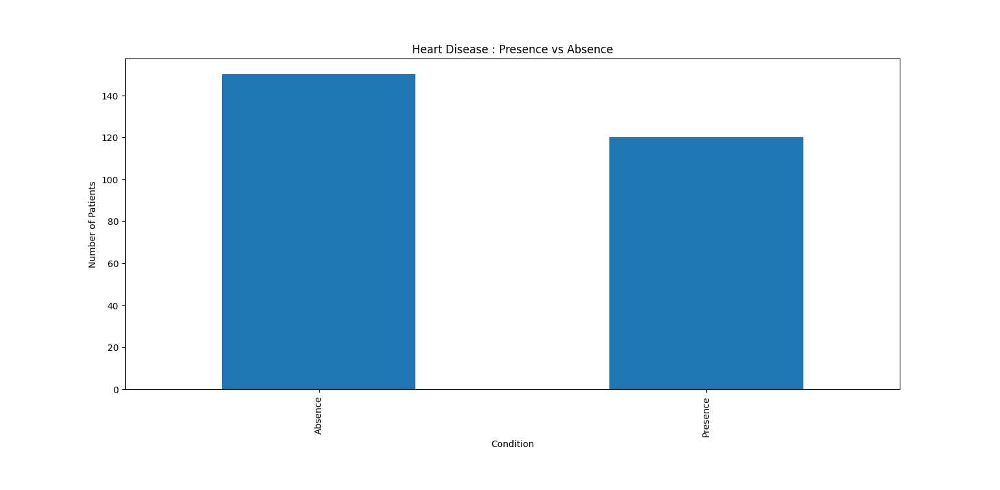 Heart Disease : Presence vs Absence
140
120
100
80
60
40
20
0
Number of Patients
Absence
Presence
Condition